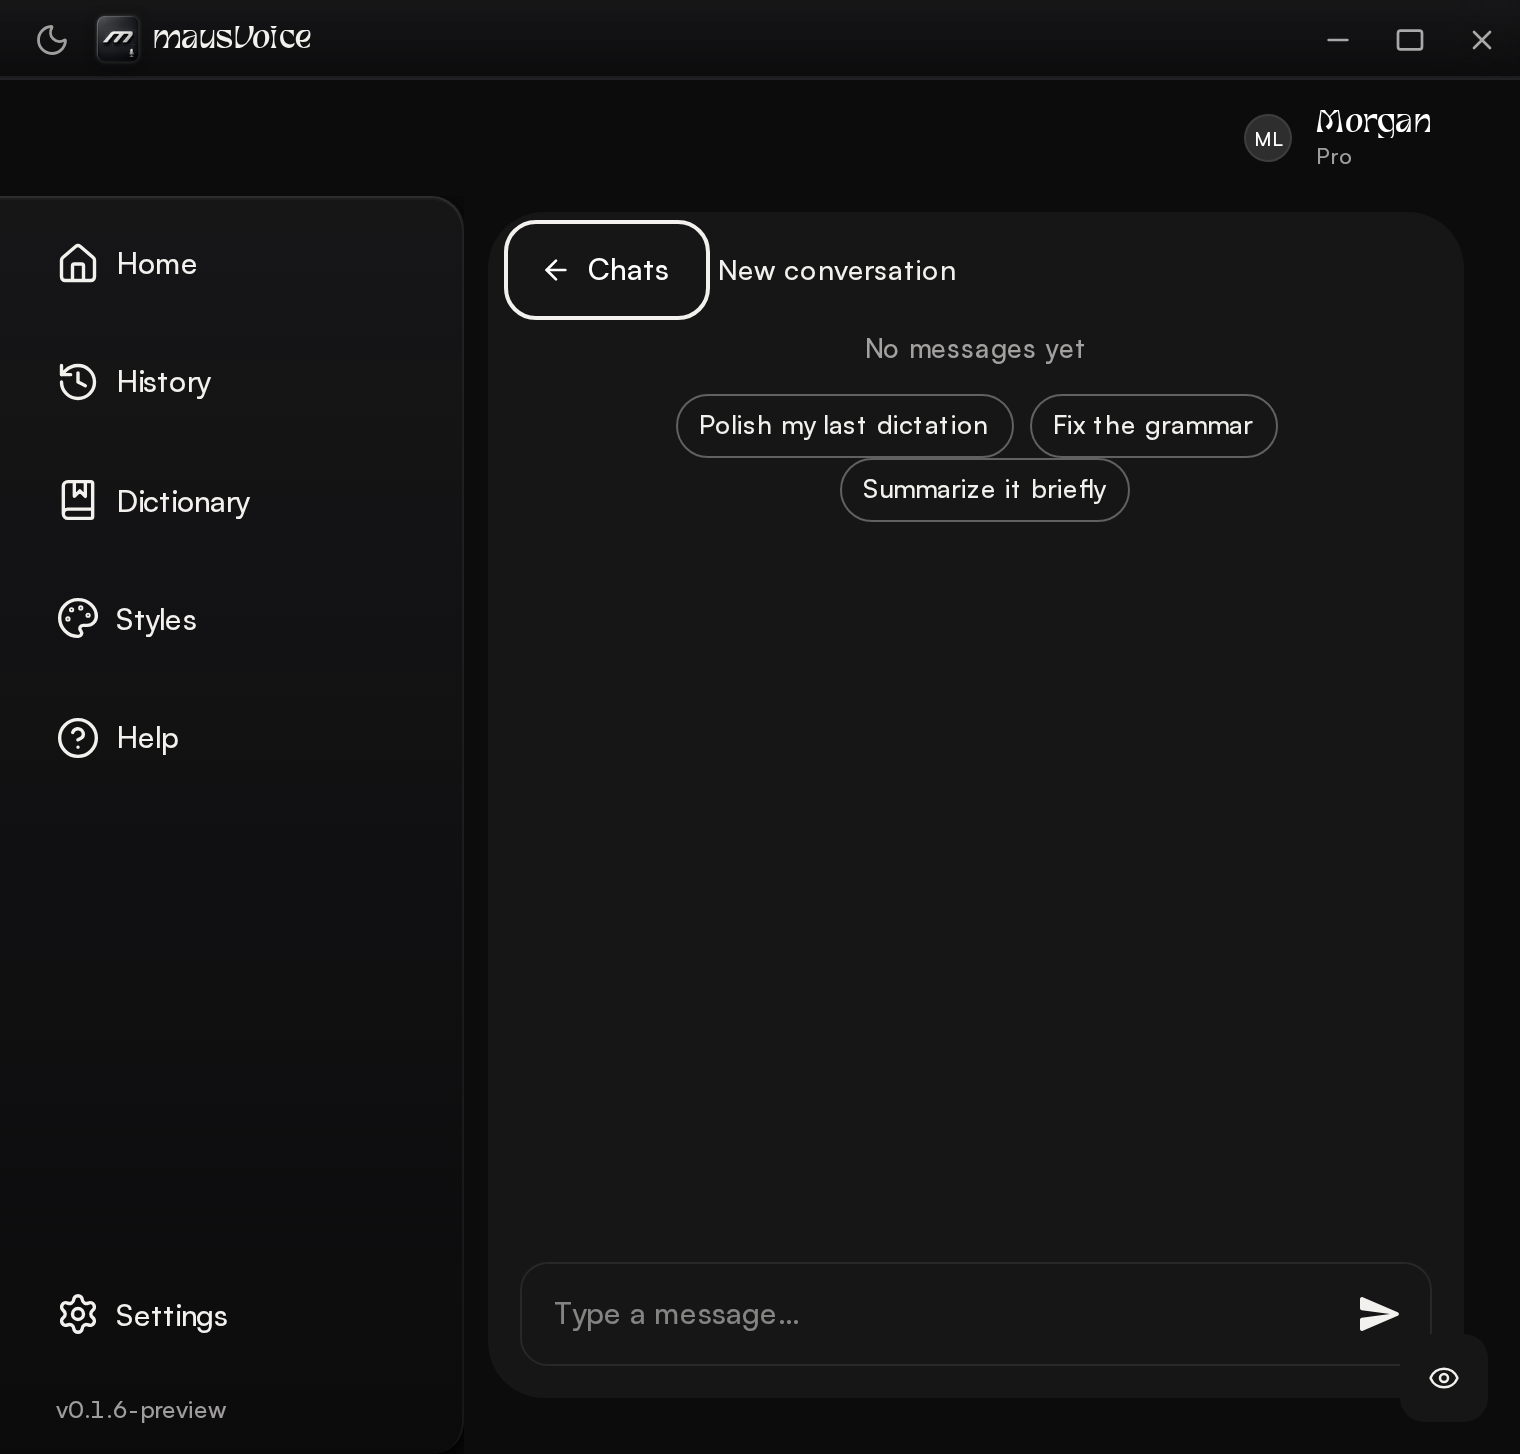 mausVoice
ML
Morgan
Pro
Home
History
Dictionary
Styles
Help
Settings
v0.1.6-preview
Chats
New conversation
No messages yet
Polish my last dictation
Fix the grammar
Summarize it briefly
Type a message...